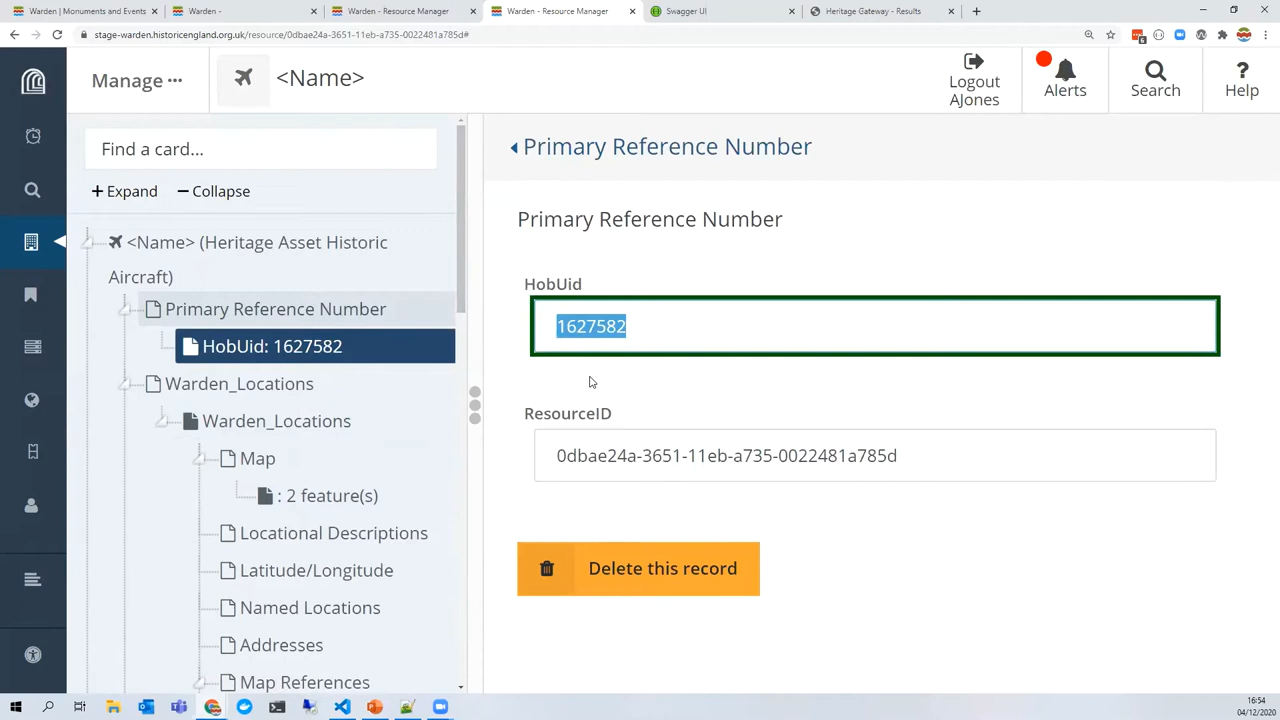 Warden | Monuments and Events
Warden -
Warden - Resource Manager
Warden - Resource Manager
Swagger UI
Heritage Gateway - Results
stage-warden.historicengland.org.uk/resource/0dbae24a-3651-11eb-a735-0022481a785d#
Manage
<Name>
Logout
AJones
Alerts
Search
Help
Find a card...
Expand
Collapse
<Name> (Heritage Asset Historic
Aircraft)
Primary Reference Number
HobUid: 1627582
Warden_Locations
Warden_Locations
Map
: 2 feature(s)
Locational Descriptions
Latitude/Longitude
Named Locations
Addresses
Map References
Primary Reference Number
Primary Reference Number
HobUid
1627582
ResourceID
0dbae24a-3651-11eb-a735-0022481a785d
Delete this record
16:54
04/12/2020